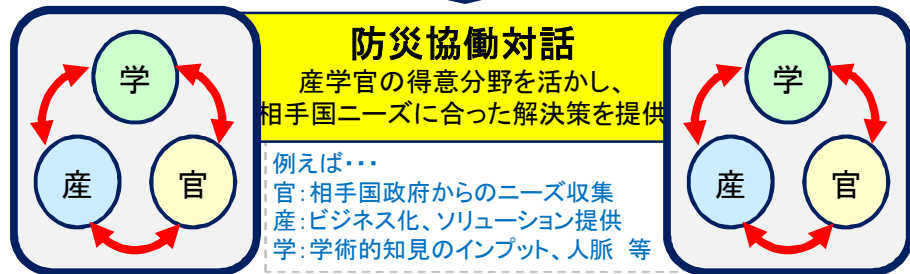 学
産
官
防災協働対話
産学官の得意分野を活かし、
相手国ニーズに合った解決策を提供
例えば・・・
官：相手国政府からのニーズ収集
産：ビジネス化、ソリューション提供
学：学術的知見のインプット、人脈 等
学
産
官